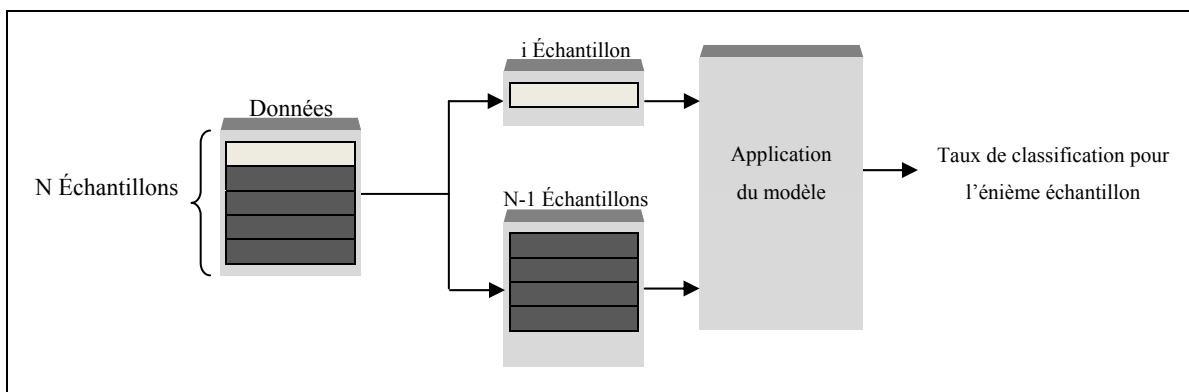 N Échantillons
Données
i Échantillon
N-1 Échantillons
Application
du modèle
Taux de classification pour
l'énième échantillon